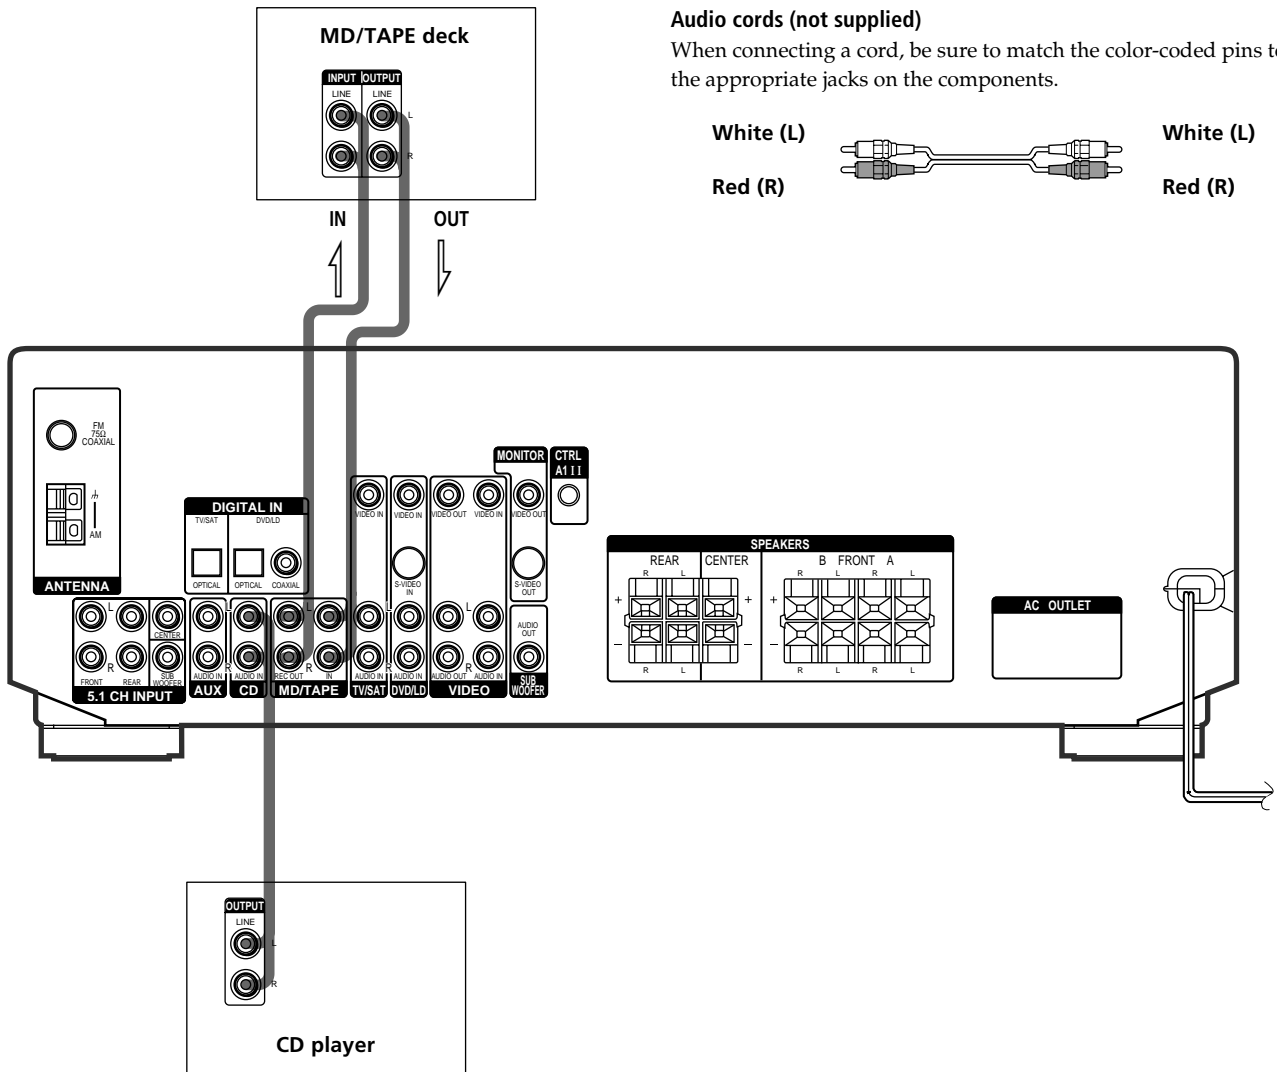 MD/TAPE deck
INPUT OUTPUT
LINE LINE
L
R
IN OUT
Audio cords (not supplied)
When connecting a cord, be sure to match the color-coded pins to
the appropriate jacks on the components.
White (L) White (L)
Red (R) Red (R)
FM
75Ω
COAXIAL
AM
ANTENNA
DIGITAL IN
TV/SAT DVD/LD
OPTICAL OPTICAL COAXIAL
MONITOR CTRL
A1 II
VIDEO IN VIDEO IN VIDEO OUT VIDEO IN VIDEO OUT
S-VIDEO
IN
S-VIDEO
OUT
L L L L L
CENTER
AUDIO
OUT
R R R R R
FRONT REAR SUB
WOOFER
AUDIO IN AUDIO IN REC OUT IN AUDIO IN AUDIO IN AUDIO OUT AUDIO IN
5.1 CH INPUT AUX CD MD/TAPE TV/SAT DVD/LD VIDEO SUB
WOOFER
SPEAKERS
REAR CENTER B FRONT A
R L R L R L
+ + +
– – –
R L R L R L
AC OUTLET
OUTPUT
LINE
L
R
CD player